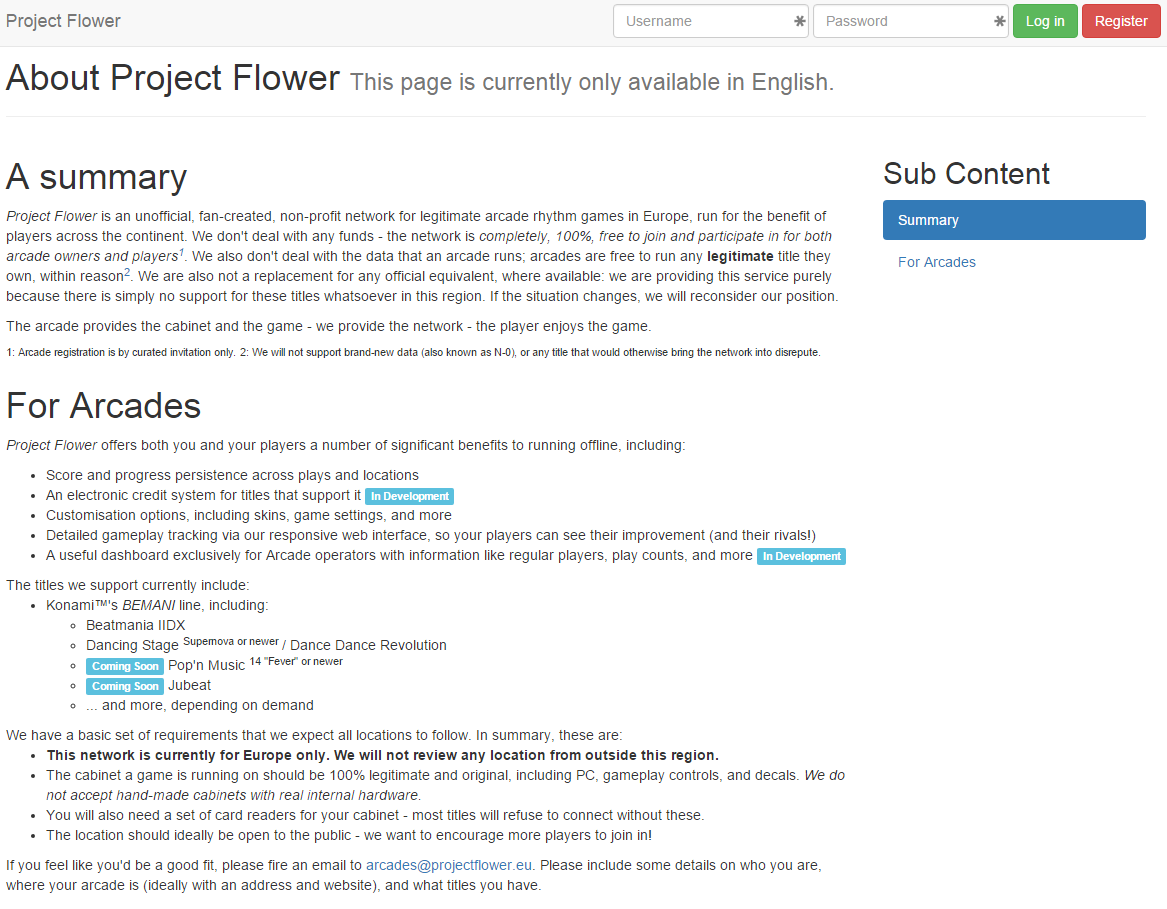 Project Flower
Username
Password
Log in
Register
About Project Flower This page is currently only available in English.
A summary
Project Flower is an unofficial, fan-created, non-profit network for legitimate arcade rhythm games in Europe, run for the benefit of
players across the continent. We don't deal with any funds - the network is completely, 100%, free to join and participate in for both
arcade owners and players1. We also don't deal with the data that an arcade runs; arcades are free to run any legitimate title they
own, within reason2. We are also not a replacement for any official equivalent, where available: we are providing this service purely
because there is simply no support for these titles whatsoever in this region. If the situation changes, we will reconsider our position.
The arcade provides the cabinet and the game - we provide the network - the player enjoys the game.
1: Arcade registration is by curated invitation only. 2: We will not support brand-new data (also known as N-0), or any title that would otherwise bring the network into disrepute.
For Arcades
Project Flower offers both you and your players a number of significant benefits to running offline, including:
• Score and progress persistence across plays and locations
• An electronic credit system for titles that support it In Development
• Customisation options, including skins, game settings, and more
• Detailed gameplay tracking via our responsive web interface, so your players can see their improvement (and their rivals!)
• A useful dashboard exclusively for Arcade operators with information like regular players, play counts, and more In Development
The titles we support currently include:
• Konami™'s BEMANI line, including:
◦ Beatmania IIDX
◦ Dancing Stage Supernova or newer / Dance Dance Revolution
◦ Coming Soon Pop'n Music 14 "Fever" or newer
◦ Coming Soon Jubeat
◦ ... and more, depending on demand
We have a basic set of requirements that we expect all locations to follow. In summary, these are:
• This network is currently for Europe only. We will not review any location from outside this region.
• The cabinet a game is running on should be 100% legitimate and original, including PC, gameplay controls, and decals. We do
not accept hand-made cabinets with real internal hardware.
• You will also need a set of card readers for your cabinet - most titles will refuse to connect without these.
• The location should ideally be open to the public - we want to encourage more players to join in!
If you feel like you'd be a good fit, please fire an email to arcades@projectflower.eu. Please include some details on who you are,
where your arcade is (ideally with an address and website), and what titles you have.
Sub Content
Summary
For Arcades